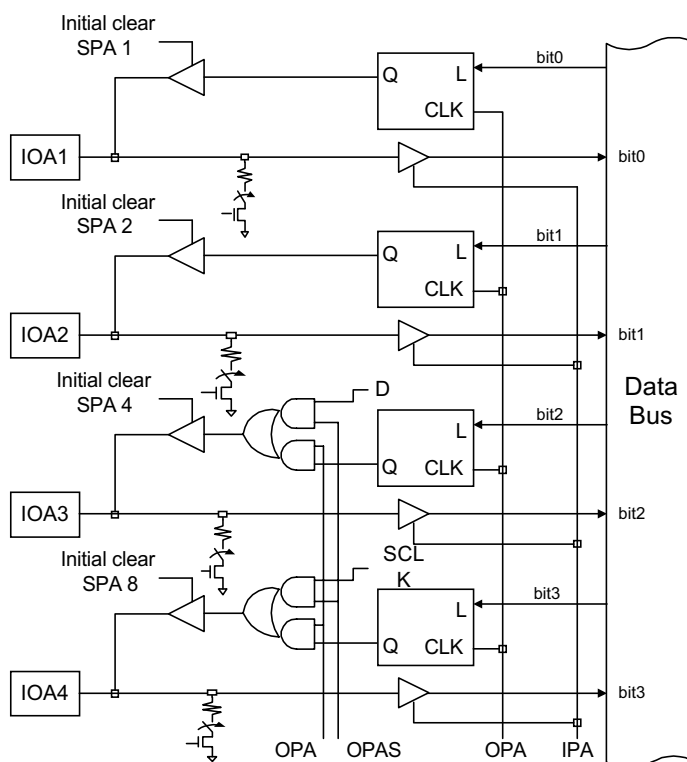 Initial clear
SPA 1
Q
L
CLK
bit0
IOA1
bit0
Initial clear
SPA 2
Q
L
CLK
bit1
IOA2
bit1
Initial clear
SPA 4
D
Q
L
CLK
bit2
Data
Bus
IOA3
bit2
Initial clear
SPA 8
SCL
K
Q
L
CLK
bit3
IOA4
bit3
OPA
OPAS
OPA
IPA